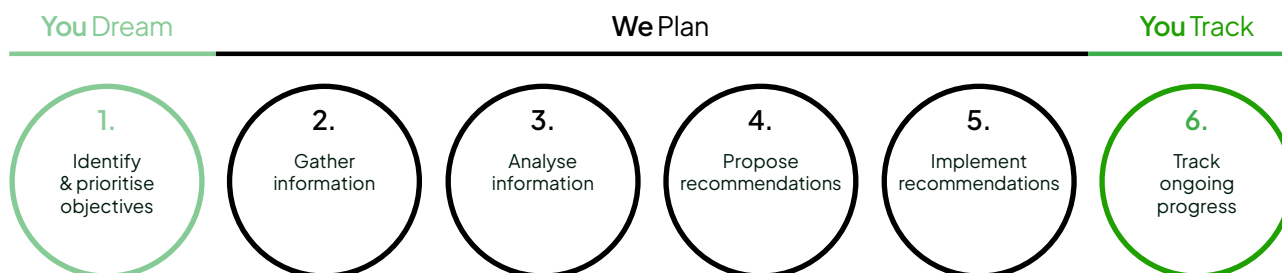 You Dream
We Plan
You Track
1.
Identify
& prioritise
objectives
2.
Gather
information
3.
Analyse
information
4.
Propose
recommendations
5.
Implement
recommendations
6.
Track
ongoing
progress